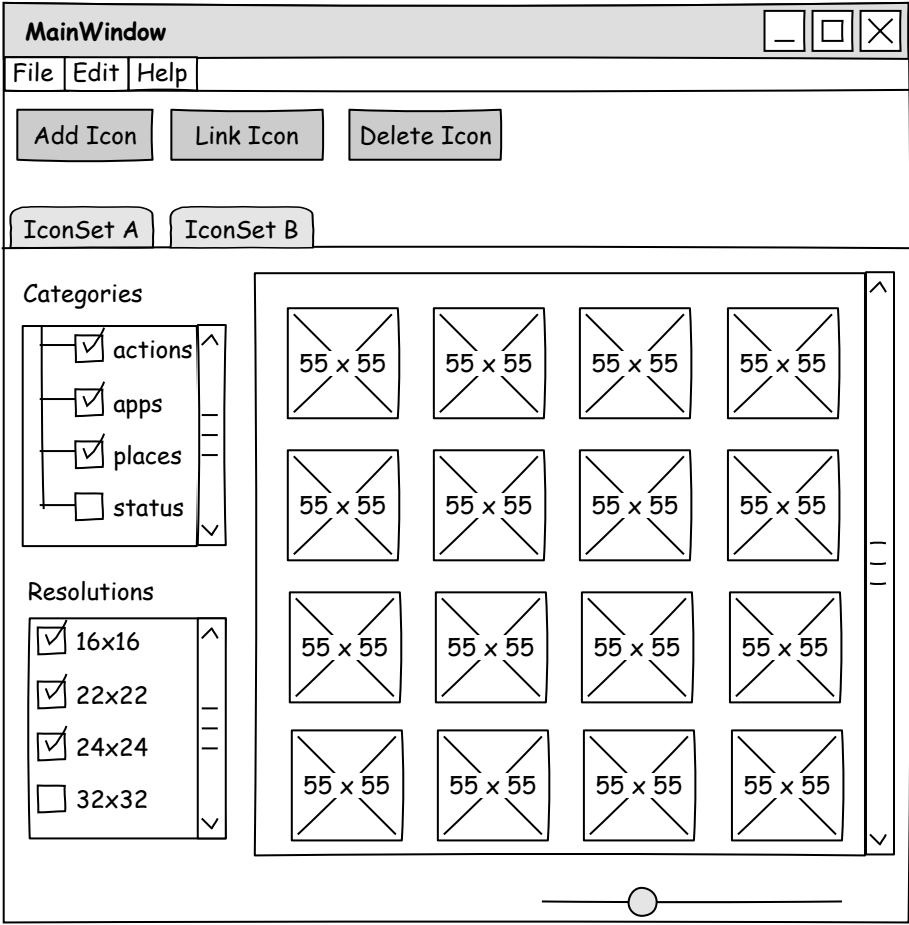 MainWindow
File Edit Help
Add Icon Link Icon Delete Icon
IconSet A IconSet B
Categories
actions
apps
places
status
Resolutions
16x16
22x22
24x24
32x32
55 x 55 55 x 55 55 x 55 55 x 55
55 x 55 55 x 55 55 x 55 55 x 55
55 x 55 55 x 55 55 x 55 55 x 55
55 x 55 55 x 55 55 x 55 55 x 55